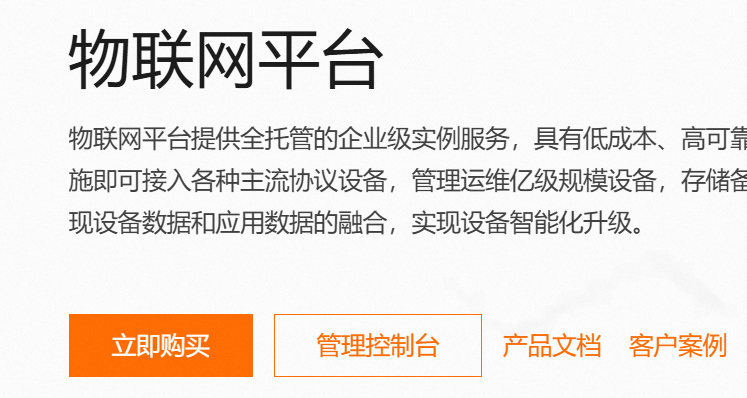 物联网平台
物联网平台提供全托管的企业级实例服务，具有低成本、高可靠
施即可接入各种主流协议设备，管理运维亿级规模设备，存储备
现设备数据和应用数据的融合，实现设备智能化升级。
立即购买 管理控制台 产品文档 客户案例